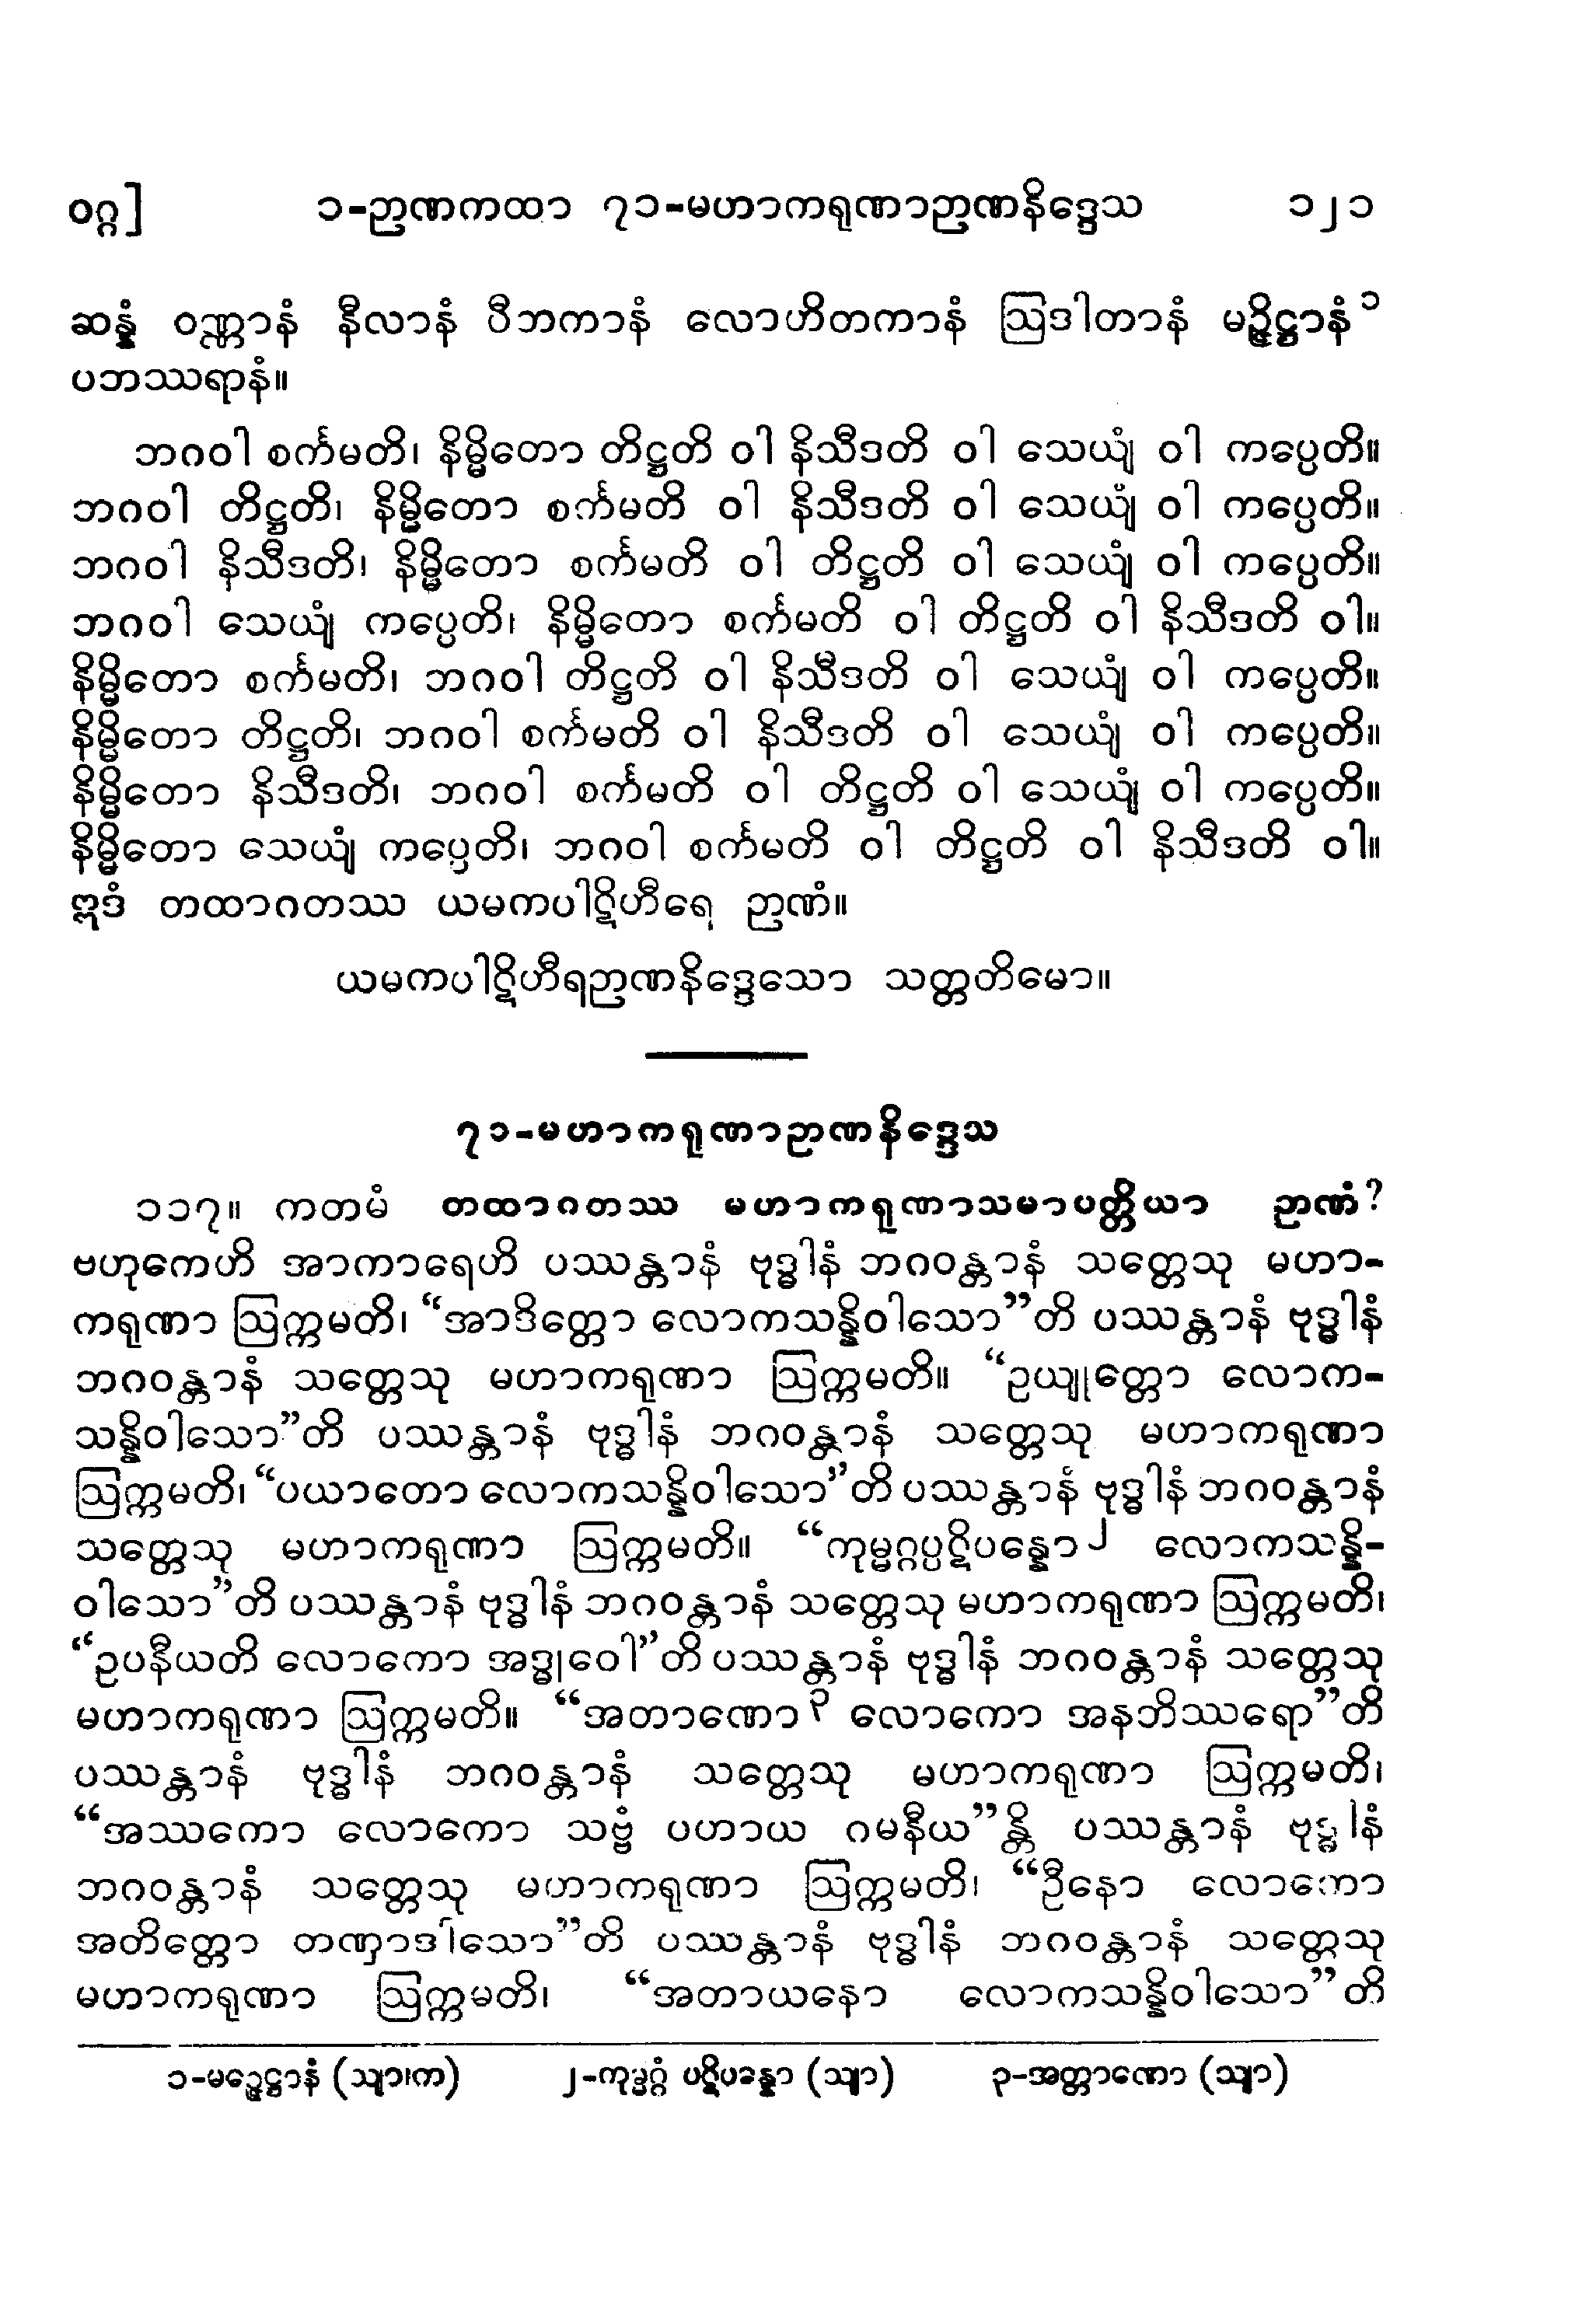 ဝဂ္ဂ] ၁-ဉာဏကထာ ၇၁-မဟာကရုဏာဉာဏနိဒ္ဒေသ ၁၂၁
ဆန္နံ ဝဏ္ဏာနံ နီလာနံ ပီဘကာနံ လောဟိတကာနံ ဩဒါတာနံ မဉ္ဇိဋ္ဌာနံ ၁
ပဘဿရာနံ။
ဘဂဝါ စင်္ကမတိ၊ နိမ္မိတော တိဋ္ဌတိ ဝါ နိသီဒတိ ဝါ သေယျံ ဝါ ကပ္ပေတိ။
ဘဂဝါ တိဋ္ဌတိ၊ နိမ္မိတော စင်္ကမတိ ဝါ နိသီဒတိ ဝါ သေယျံ ဝါ ကပ္ပေတိ။
ဘဂဝါ နိသီဒတိ၊ နိမ္မိတော စင်္ကမတိ ဝါ တိဋ္ဌတိ ဝါ သေယျံ ဝါ ကပ္ပေတိ။
ဘဂဝါ သေယျံ ကပ္ပေတိ၊ နိမ္မိတော စင်္ကမတိ ဝါ တိဋ္ဌတိ ဝါ နိသီဒတိ ဝါ။
နိမ္မိတော စင်္ကမတိ၊ ဘဂဝါ တိဋ္ဌတိ ဝါ နိသီဒတိ ဝါ သေယျံ ဝါ ကပ္ပေတိ။
နိမ္မိတော တိဋ္ဌတိ၊ ဘဂဝါ စင်္ကမတိ ဝါ နိသီဒတိ ဝါ သေယျံ ဝါ ကပ္ပေတိ။
နိမ္မိတော နိသီဒတိ၊ ဘဂဝါ စင်္ကမတိ ဝါ တိဋ္ဌတိ ဝါ သေယျံ ဝါ ကပ္ပေတိ။
နိမ္မိတော သေယျံ ကပ္ပေတိ၊ ဘဂဝါ စင်္ကမတိ ဝါ တိဋ္ဌတိ ဝါ နိသီဒတိ ဝါ။
ဣဒံ တထာဂတဿ ယမကပါဋိဟီရေ ဉာဏံ။
ယမကပါဋိဟီရဉာဏနိဒ္ဒေသော သတ္တတိမော။
၇၁-မဟာကရုဏာဉာဏနိဒ္ဒေသ
၁၁၇။ ကတမံ တထာဂတဿ မဟာကရုဏာသမာပတ္တိယာ ဉာဏံ?
ဗဟုကေဟိ အာကာရေဟိ ပဿန္တာနံ ဗုဒ္ဓါနံ ဘဂဝန္တာနံ သတ္တေသု မဟာ-
ကရုဏာ ဩက္ကမတိ၊ “အာဒိတ္တော လောကသန္နိဝါသော”တိ ပဿန္တာနံ ဗုဒ္ဓါနံ
ဘဂဝန္တာနံ သတ္တေသု မဟာကရုဏာ ဩက္ကမတိ။ “ဥယျုတ္တော လောက-
သန္နိဝါသော”တိ ပဿန္တာနံ ဗုဒ္ဓါနံ ဘဂဝန္တာနံ သတ္တေသု မဟာကရုဏာ
ဩက္ကမတိ၊ “ပယာတော လောကသန္နိဝါသော”တိ ပဿန္တာနံ ဗုဒ္ဓါနံ ဘဂဝန္တာနံ
သတ္တေသု မဟာကရုဏာ ဩက္ကမတိ။ “ကုမ္မဂ္ဂပ္ပဋိပန္နော ၂ လောကသန္နိ-
ဝါသော”တိ ပဿန္တာနံ ဗုဒ္ဓါနံ ဘဂဝန္တာနံ သတ္တေသု မဟာကရုဏာ ဩက္ကမတိ၊
“ဥပနီယတိ လောကော အဒ္ဓုဝေါ”တိ ပဿန္တာနံ ဗုဒ္ဓါနံ ဘဂဝန္တာနံ သတ္တေသု
မဟာကရုဏာ ဩက္ကမတိ။ “အတာဏော ၃ လောကော အနဘိဿရော”တိ
ပဿန္တာနံ ဗုဒ္ဓါနံ ဘဂဝန္တာနံ သတ္တေသု မဟာကရုဏာ ဩက္ကမတိ၊
“အဿကော လောကော သဗ္ဗံ ပဟာယ ဂမနီယ”န္တိ ပဿန္တာနံ ဗုဒ္ဓါနံ
ဘဂဝန္တာနံ သတ္တေသု မဟာကရုဏာ ဩက္ကမတိ၊ “ဦနော လောကော
အတိတ္တော တဏှာဒါသော”တိ ပဿန္တာနံ ဗုဒ္ဓါနံ ဘဂဝန္တာနံ သတ္တေသု
မဟာကရုဏာ ဩက္ကမတိ၊ “အတာယနော လောကသန္နိဝါသော”တိ
၁-မဉ္ဇေဋ္ဌာနံ (သျာ၊က) ၂-ကုမ္မဂ္ဂံ ပဋိပန္နော (သျာ) ၃-အတ္တာဏော (သျာ)